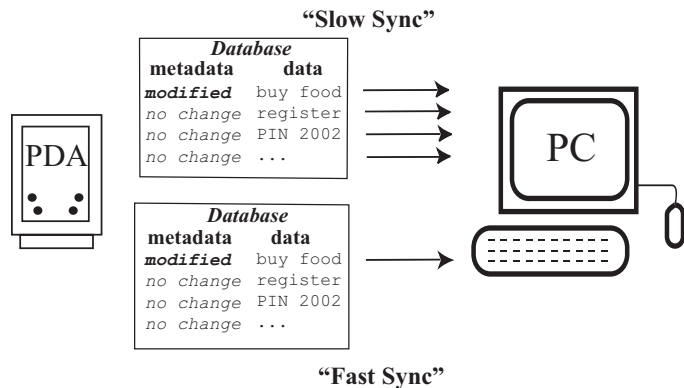 “Slow Sync”
Database
metadata data
modified buy food
no change register
no change PIN 2002
no change ...
PDA
PC
Database
metadata data
modified buy food
no change register
no change PIN 2002
no change ...
“Fast Sync”